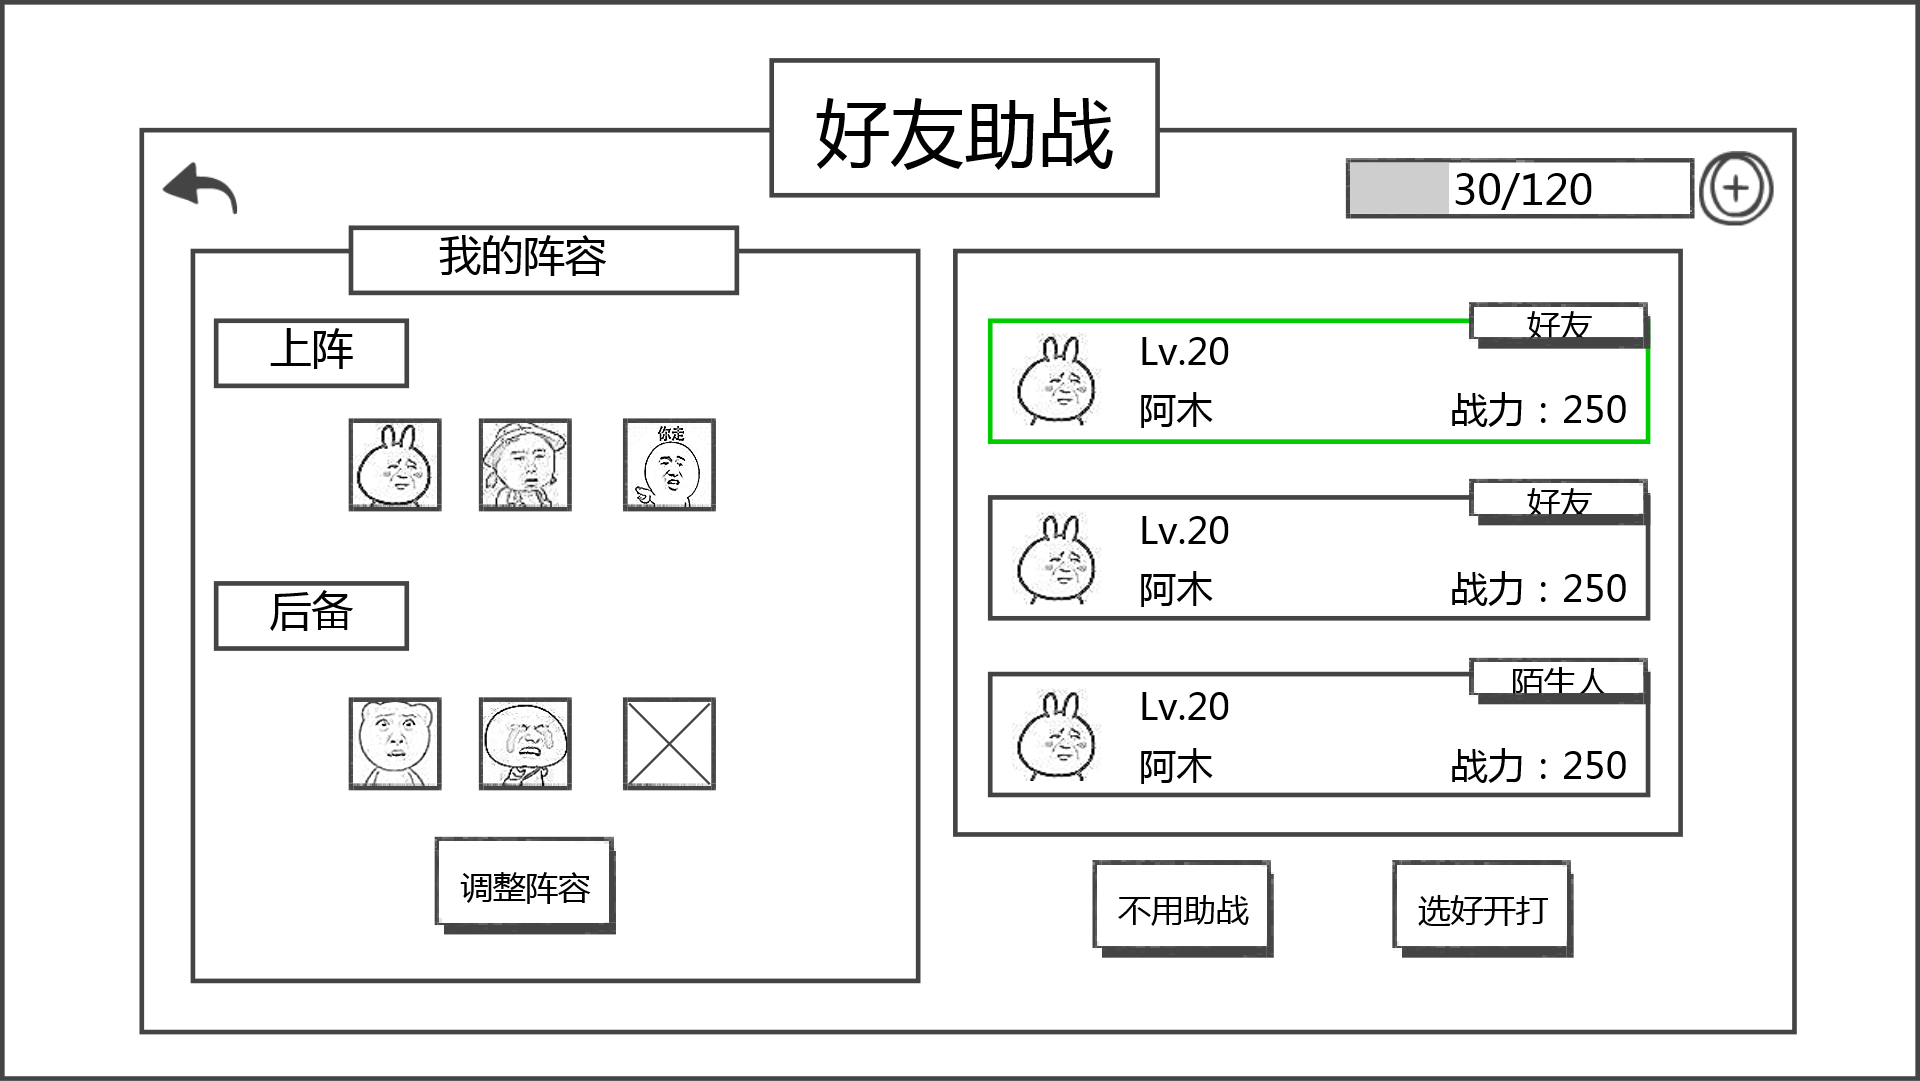 好友助战
30/120
我的阵容
上阵
你走
后备
调整阵容
好友
Lv.20
阿木
战力：250
好友
Lv.20
阿木
战力：250
陌生人
Lv.20
阿木
战力：250
不用助战
选好开打